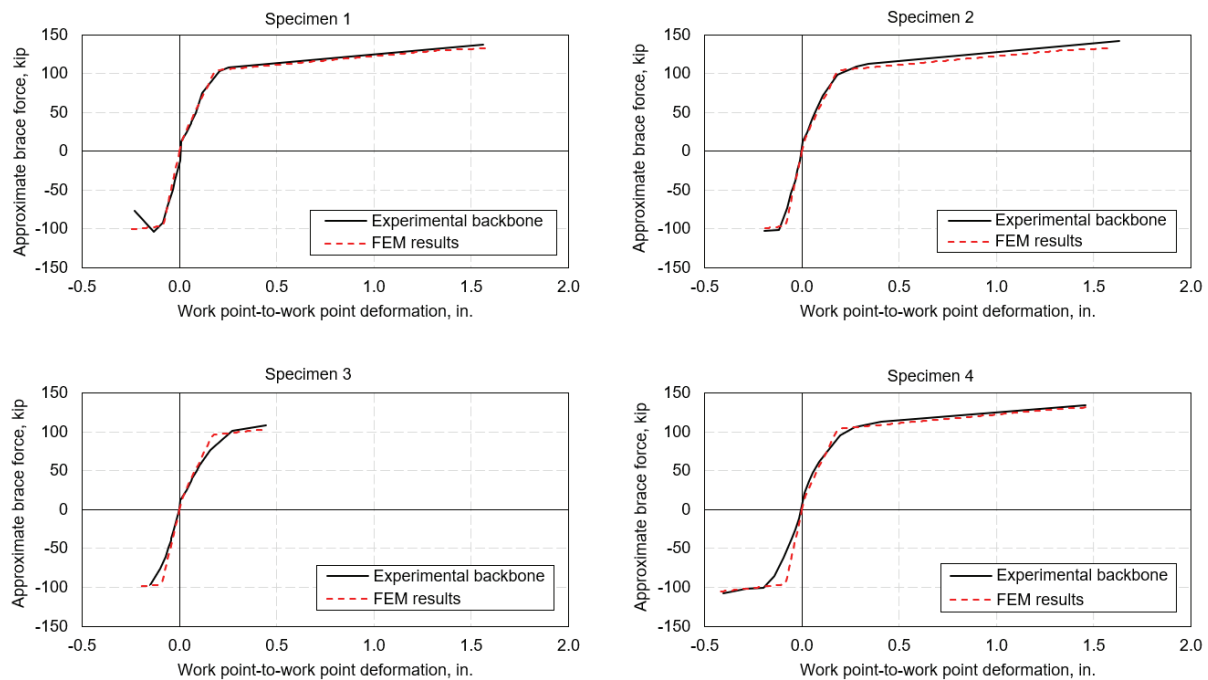 Specimen 1
150
100
50
0
-50
-100
-150
-0.5 0.0 0.5 1.0 1.5 2.0
Approximate brace force, kip
Work point-to-work point deformation, in.
Experimental backbone
FEM results
Specimen 2
150
100
50
0
-50
-100
-150
-0.5 0.0 0.5 1.0 1.5 2.0
Approximate brace force, kip
Work point-to-work point deformation, in.
Experimental backbone
FEM results
Specimen 3
150
100
50
0
-50
-100
-150
-0.5 0.0 0.5 1.0 1.5 2.0
Approximate brace force, kip
Work point-to-work point deformation, in.
Experimental backbone
FEM results
Specimen 4
150
100
50
0
-50
-100
-150
-0.5 0.0 0.5 1.0 1.5 2.0
Approximate brace force, kip
Work point-to-work point deformation, in.
Experimental backbone
FEM results